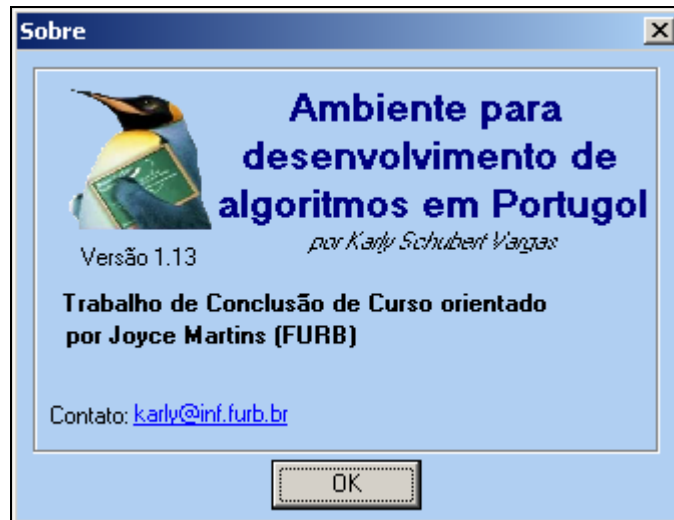 Sobre
Ambiente para
desenvolvimento de
algoritmos em Portugol
por Karly Schubert Vargas
Versão 1.13
Trabalho de Conclusão de Curso orientado
por Joyce Martins (FURB)
Contato: karly@inf.furb.br
OK